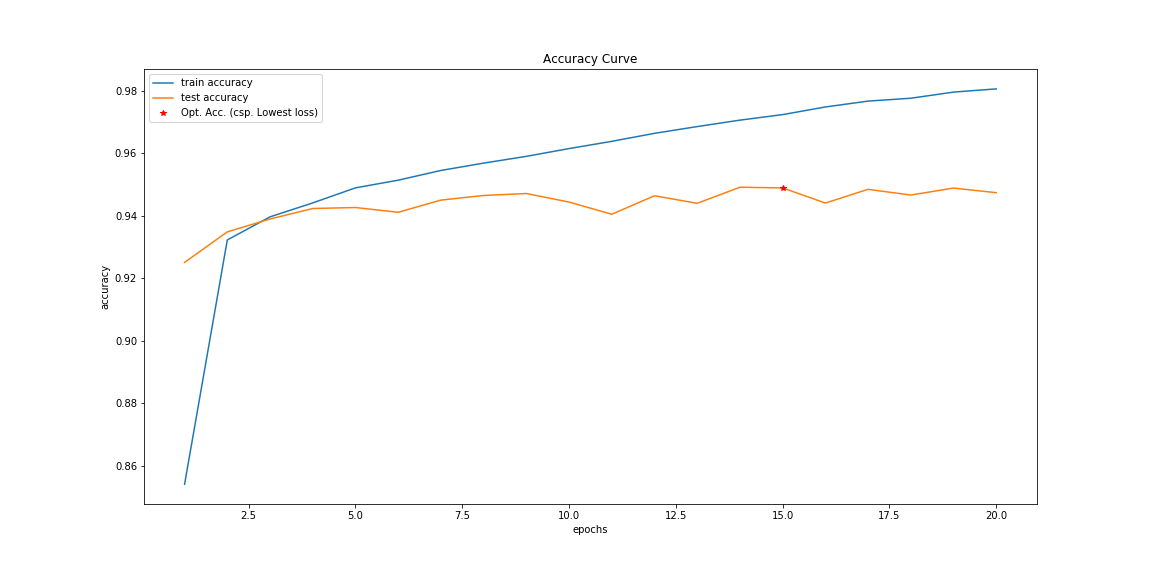 Accuracy Curve
train accuracy
test accuracy
Opt. Acc. (csp. Lowest loss)
accuracy
0.98
0.96
0.94
0.92
0.90
0.88
0.86
2.5 5.0 7.5 10.0 12.5 15.0 17.5 20.0
epochs